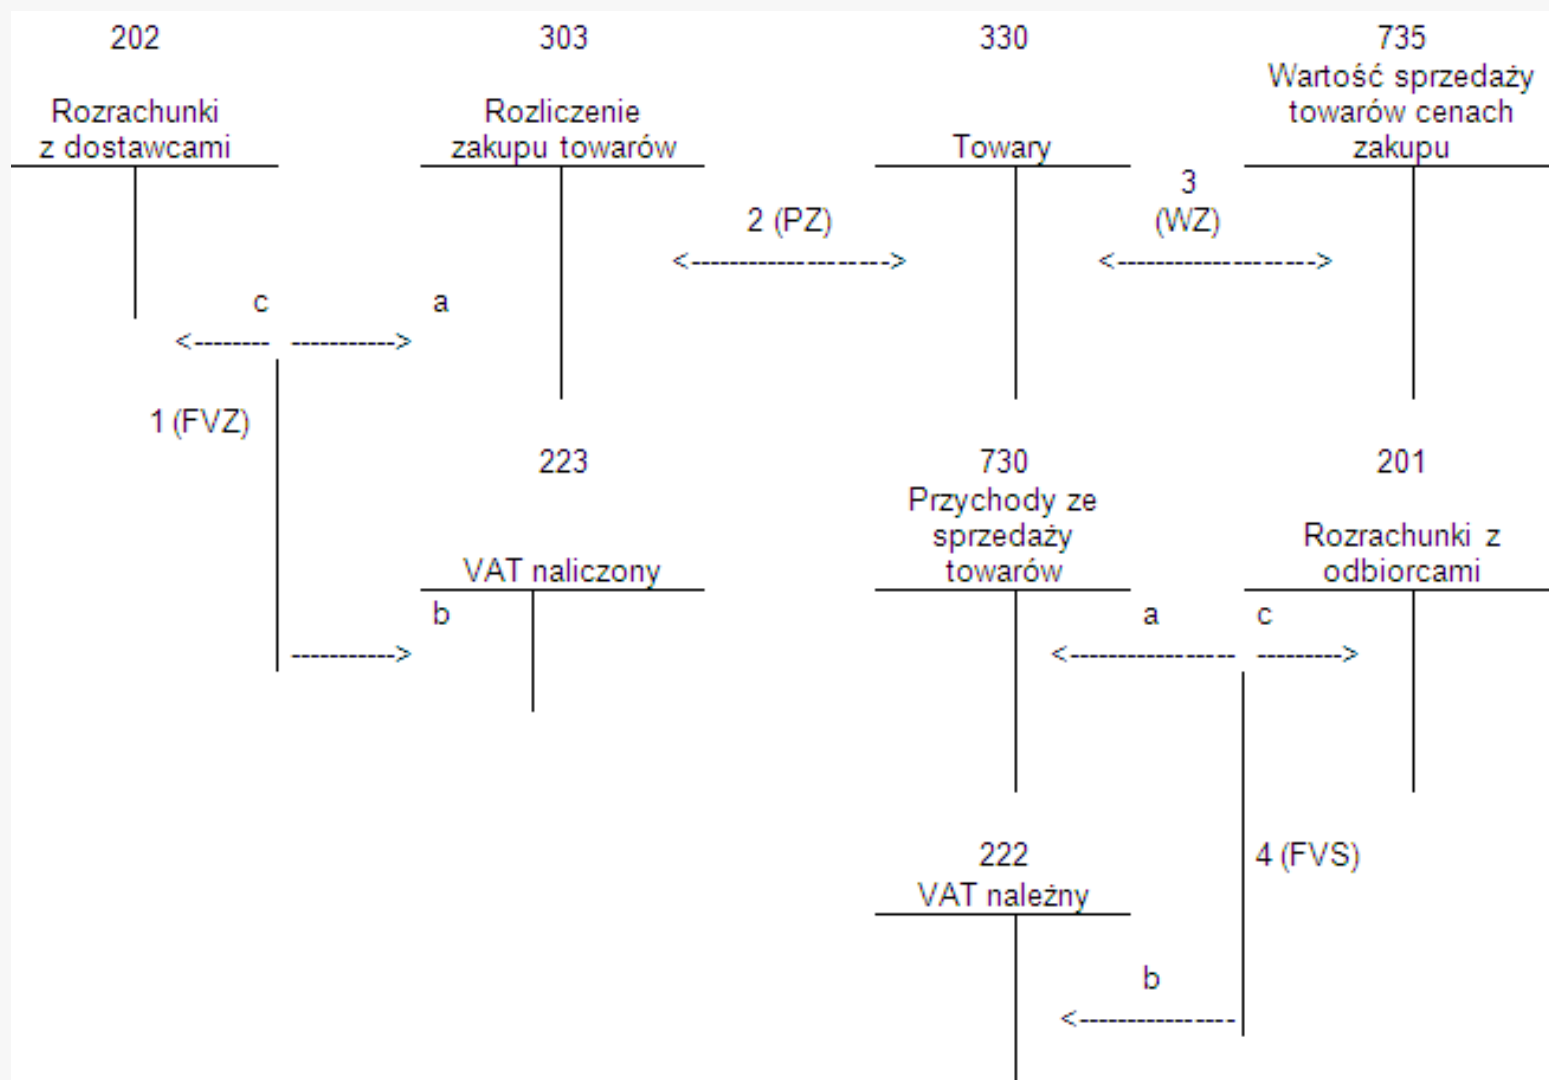 202
303
330
735
Rozrachunki
z dostawcami
Rozliczenie
zakupu towarów
Towary
Wartość sprzedaży
towarów cenach
zakupu
2 (PZ)
3
(WZ)
<-------------------->
<-------------------->
c
a
<--------
----------->
1 (FVZ)
223
730
201
VAT naliczony
Przychody ze
sprzedaży
towarów
Rozrachunki z
odbiorcami
b
a
c
----------->
<-----------------
--------->
222
4 (FVS)
VAT należny
b
<----------------